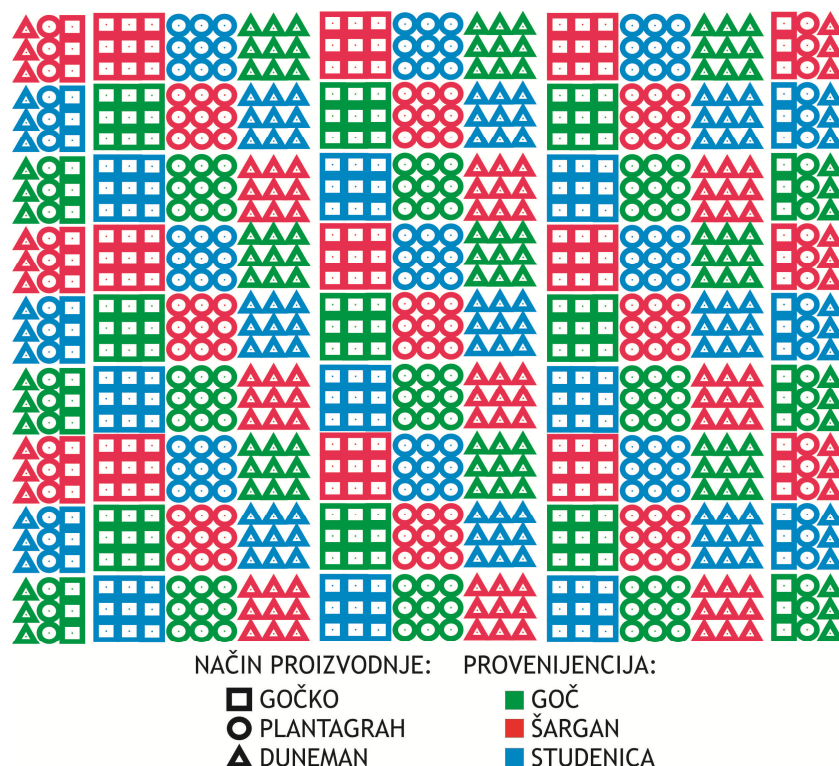 NAČIN PROIZVODNJE: PROVENIJENCIJA:
GOČKO GOČ
PLANTAGRAH ŠARGAN
DUNEMAN STUDENICA